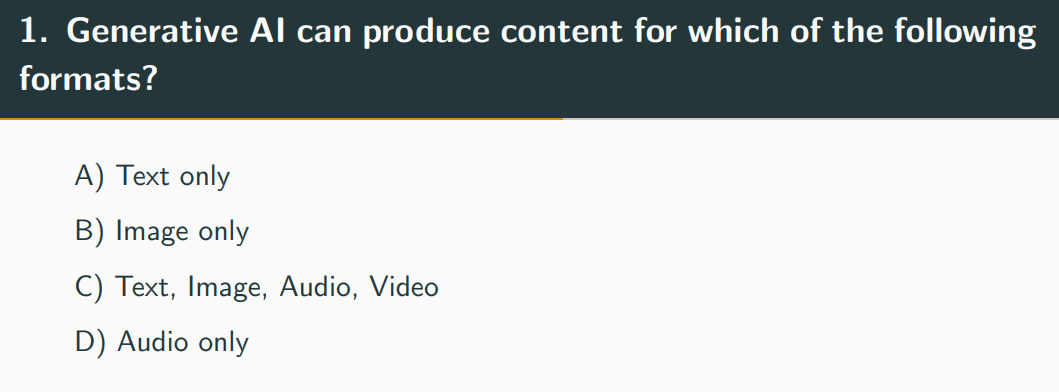 1. Generative AI can produce content for which of the following
formats?
A) Text only
B) Image only
C) Text, Image, Audio, Video
D) Audio only